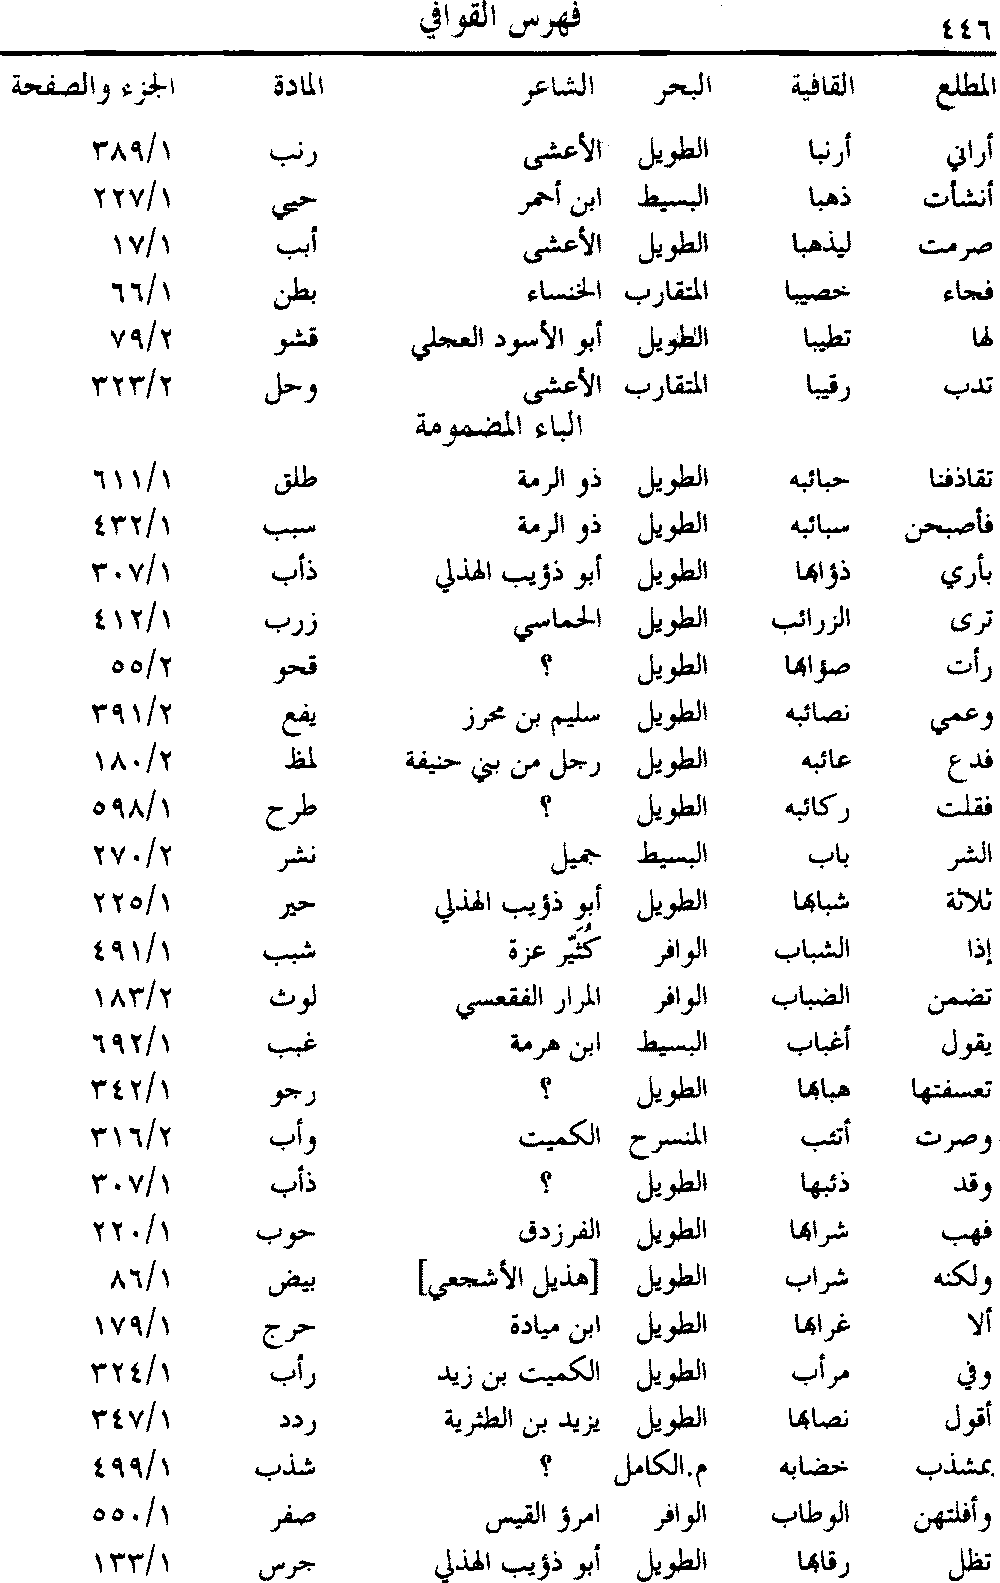 ٤٤٦ فهرس القوافي
المطلع القافية البحر الشاعر المادة الجزء والصفحة
أراني أرنبا الطويل الأعشى رنب ٣٨٩/١
أنشأت ذهبا البسيط ابن أحمر حيي ٢٢٧/١
صرمت ليذهبا الطويل الأعشى أبب ١٧/١
فجاء خصيبا المتقارب الخنساء بطن ٦٦/١
لها تطيبا الطويل أبو الأسود العجلي قشو ٧٩/٢
تدب رقيبا المتقارب الأعشى وحل ٣٢٣/٢
الباء المضمومة
تقاذفنا حبائبه الطويل ذو الرمة طلق ٦١١/١
فأصبحن سبائبه الطويل ذو الرمة سبب ٤٣٢/١
بأري ذؤابها الطويل أبو ذؤيب الهذلي ذأب ٣٠٧/١
ترى الزرائب الطويل الحماسي زرب ٤١٢/١
رأت صؤابها الطويل ؟ قحو ٥٥/٢
وعمي نصائبه الطويل سليم بن محرز يفع ٣٩١/٢
فدع عائبه الطويل رجل من بني حنيفة لمظ ١٨٠/٢
فقلت ركائبه الطويل ؟ طرح ٥٩٨/١
الشر باب البسيط جميل نشر ٢٧٠/٢
ثلاثة شبابها الطويل أبو ذؤيب الهذلي حير ٢٢٥/١
إذا الشباب الوافر كُثَيّر عزة شبب ٤٩١/١
تضمن الضباب الوافر المرار الفقعسي لوث ١٨٣/٢
يقول أغباب البسيط ابن هرمة غبب ٦٩٢/١
تعسفتها هبابها الطويل ؟ رجو ٣٤٢/١
وصرت أتئب المنسرح الكميت وأب ٣١٦/٢
وقد ذئبها الطويل ؟ ذأب ٣٠٧/١
فهب شرابها الطويل الفرزدق حوب ٢٢٠/١
ولكنه شراب الطويل [هذيل الأشجعي] بيض ٨٦/١
ألا غرابها الطويل ابن ميادة حرج ١٧٩/١
وفي مرأب الطويل الكميت بن زيد رأب ٣٢٤/١
أقول نصابها الطويل يزيد بن الطثرية ردد ٣٤٧/١
بمشذب خضابه م.الكامل ؟ شذب ٤٩٩/١
وأفلتهن الوطاب الوافر امرؤ القيس صفر ٥٥٠/١
تظل رقابها الطويل أبو ذؤيب الهذلي جرس ١٣٣/١